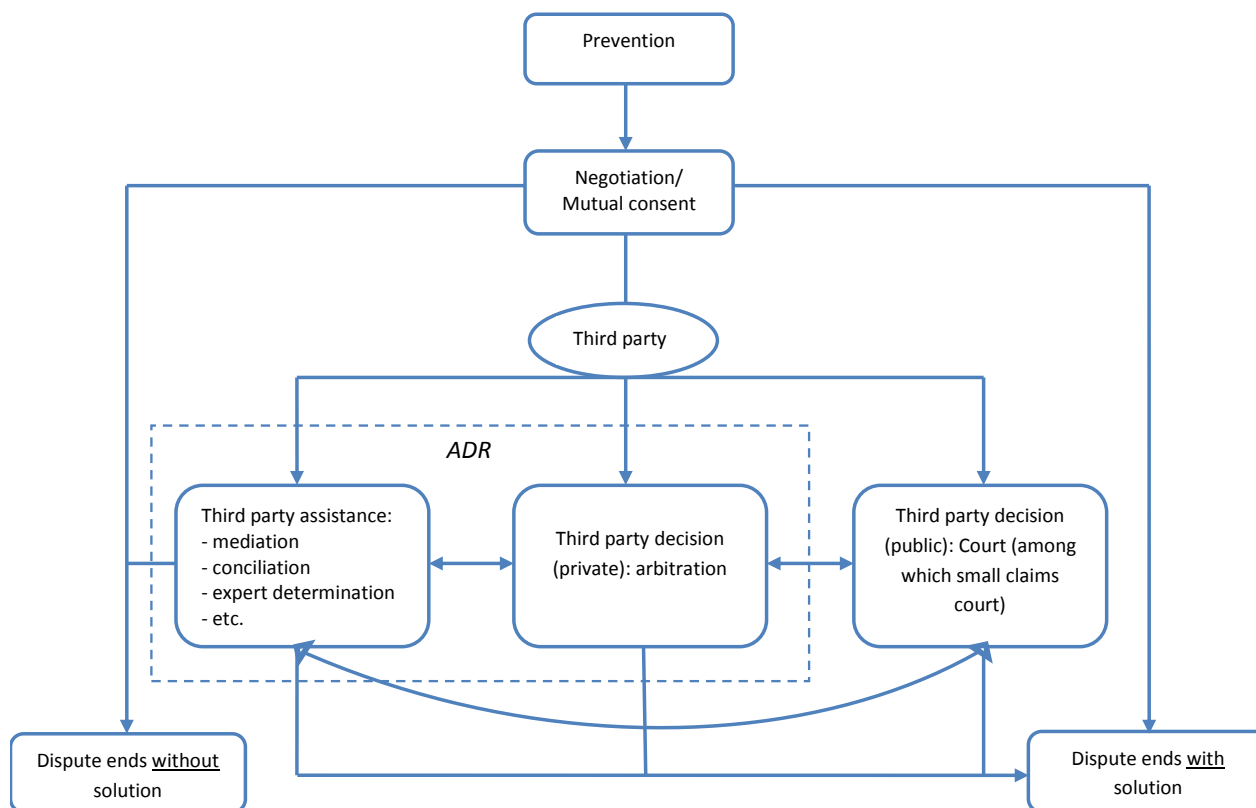 Prevention
Negotiation/
Mutual consent
Third party
ADR
Third party assistance:
- mediation
- conciliation
- expert determination
- etc.
Third party decision
(private): arbitration
Third party decision
(public): Court (among
which small claims
court)
Dispute ends without
solution
Dispute ends with
solution